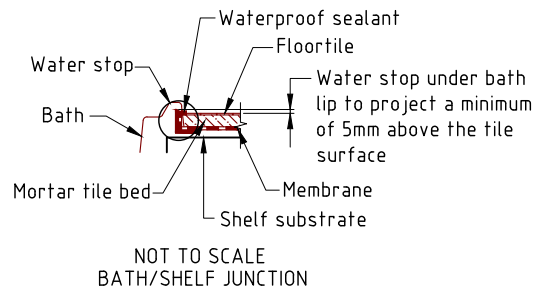 Waterproof sealant
Floortile
Water stop
Water stop under bath
lip to project a minimum
of 5mm above the tile
surface
Bath
Mortar tile bed
Membrane
Shelf substrate
NOT TO SCALE
BATH/SHELF JUNCTION